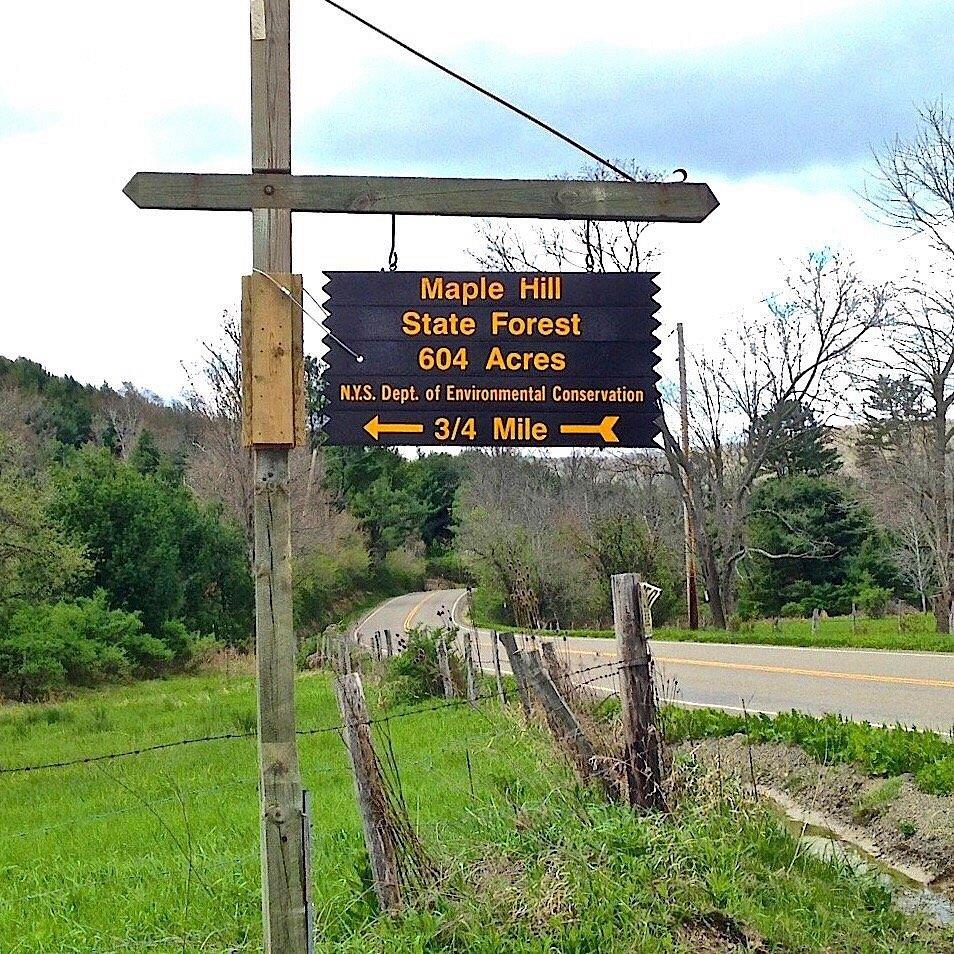 Maple Hill
State Forest
604 Acres
N.Y.S. Dept. of Environmental Conservation
3/4 Mile